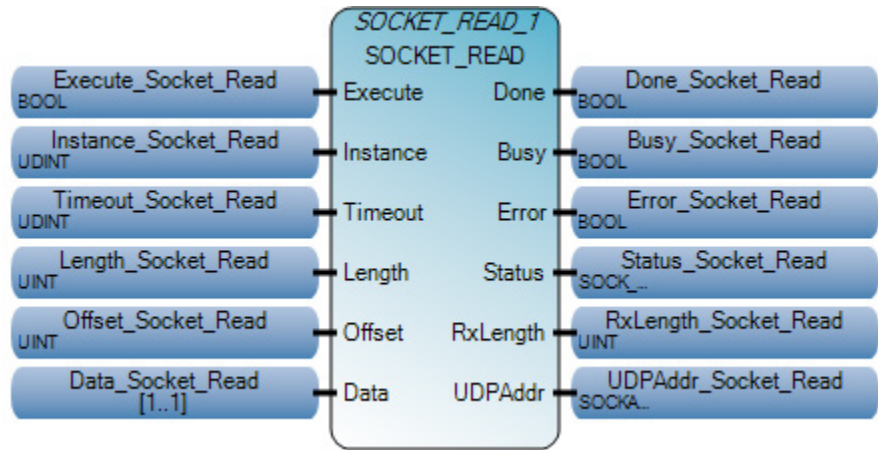 SOCKET_READ_1
SOCKET_READ
Execute_Socket_Read
BOOL
Execute
Done
Done_Socket_Read
BOOL
Instance_Socket_Read
UDINT
Instance
Busy
Busy_Socket_Read
BOOL
Timeout_Socket_Read
UDINT
Timeout
Error
Error_Socket_Read
BOOL
Length_Socket_Read
UINT
Length
Status
Status_Socket_Read
SOCK_...
Offset_Socket_Read
UINT
Offset
RxLength
RxLength_Socket_Read
UINT
Data_Socket_Read
[1..1]
Data
UDPAddr
UDPAddr_Socket_Read
SOCKA...